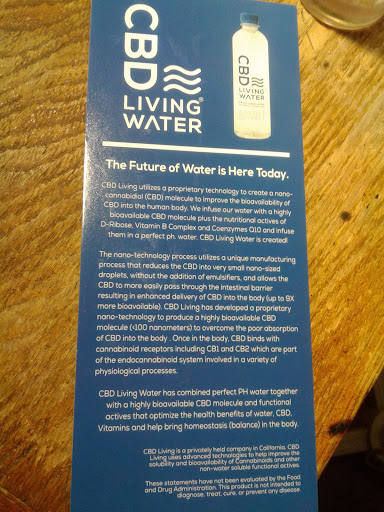 CBD
LIVING
WATER
CBD
LIVING
WATER
The Future of Water is Here Today.
CBD Living utilizes a proprietary technology to create a nano-
cannabidiol (CBD) molecule to improve the bioavailability of
CBD into the human body. We infuse our water with a highly
bioavailable CBD molecule plus the nutritional actives of
D-Ribose, Vitamin B Complex and Coenzymes Q10 and infuse
them in a perfect ph. water. CBD Living Water is created!
The nano-technology process utilizes a unique manufacturing
process that reduces the CBD into very small nano-sized
droplets, without the addition of emulsifiers, and allows the
CBD to more easily pass through the intestinal barrier
resulting in enhanced delivery of CBD into the body (up to 9X
more bioavailable). CBD Living has developed a proprietary
nano-technology to produce a highly bioavailable CBD
molecule (<100 nanometers) to overcome the poor absorption
of CBD into the body . Once in the body, CBD binds with
cannabinoid receptors including CB1 and CB2 which are part
of the endocannabinoid system involved in a variety of
physiological processes.
CBD Living Water has combined perfect PH water together
with a highly bioavailable CBD molecule and functional
actives that optimize the health benefits of water, CBD,
Vitamins and help bring homeostasis (balance) in the body.
CBD Living is a privately held company in California. CBD
Living uses advanced technologies to help improve the
solubility and bioavailability of Cannabinoids and other
non-water soluble functional actives.
These statements have not been evaluated by the Food
and Drug Administration. This product is not intended to
diagnose, treat, cure, or prevent any disease.